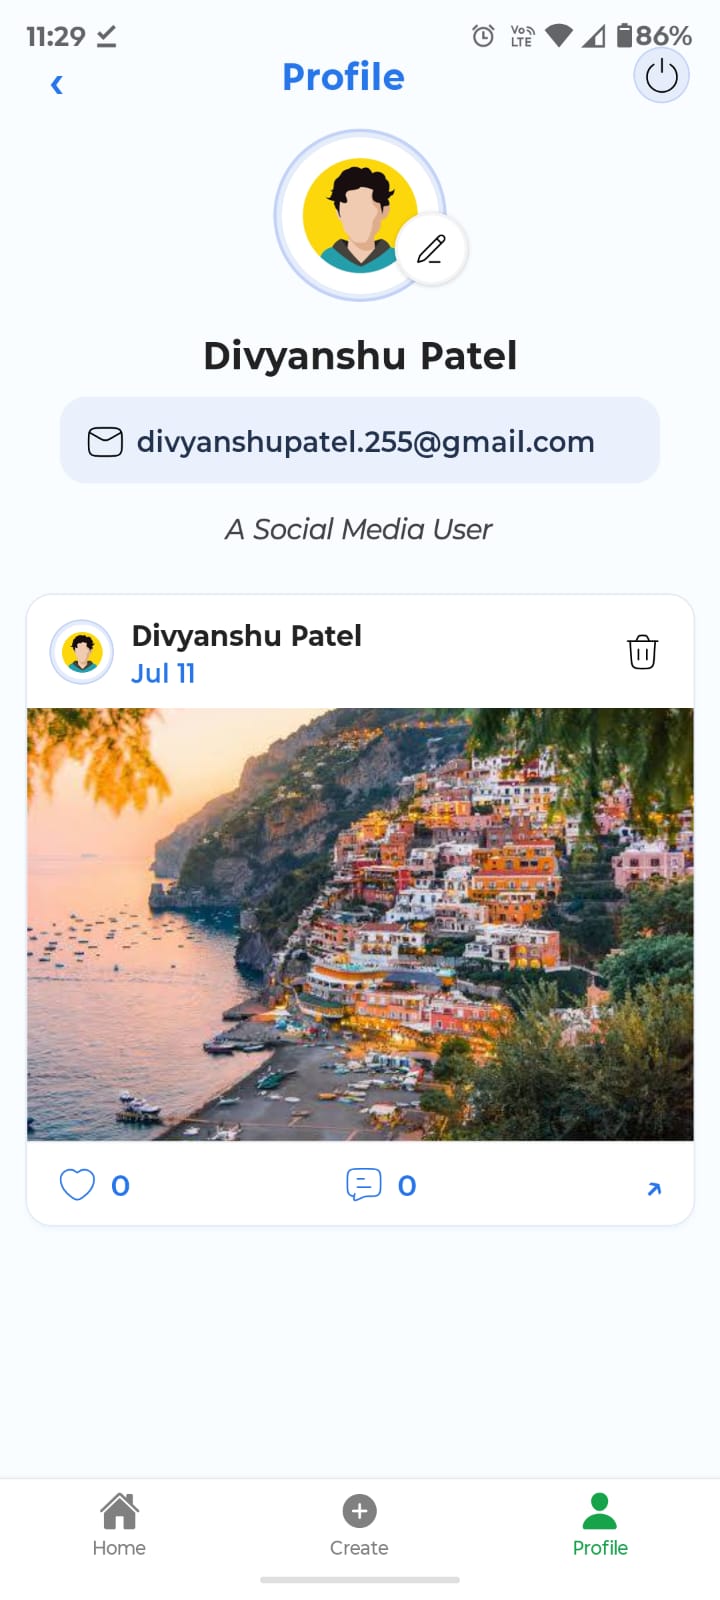 11:29
Vo LTE
86%
‹ Profile
Divyanshu Patel
divyanshupatel.255@gmail.com
A Social Media User
Divyanshu Patel
Jul 11
0 0
Home Create Profile